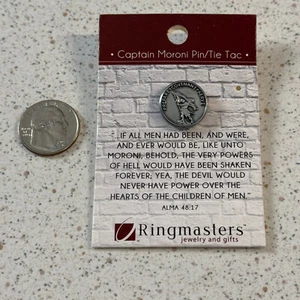 • Captain Moroni Pin/Tie Tac •
"...IF ALL MEN HAD BEEN, AND WERE,
AND EVER WOULD BE, LIKE UNTO
MORONI, BEHOLD, THE VERY POWERS
OF HELL WOULD HAVE BEEN SHAKEN
FOREVER; YEA, THE DEVIL WOULD
NEVER HAVE POWER OVER THE
HEARTS OF THE CHILDREN OF MEN."
ALMA 48:17
Ringmasters
jewelry and gifts